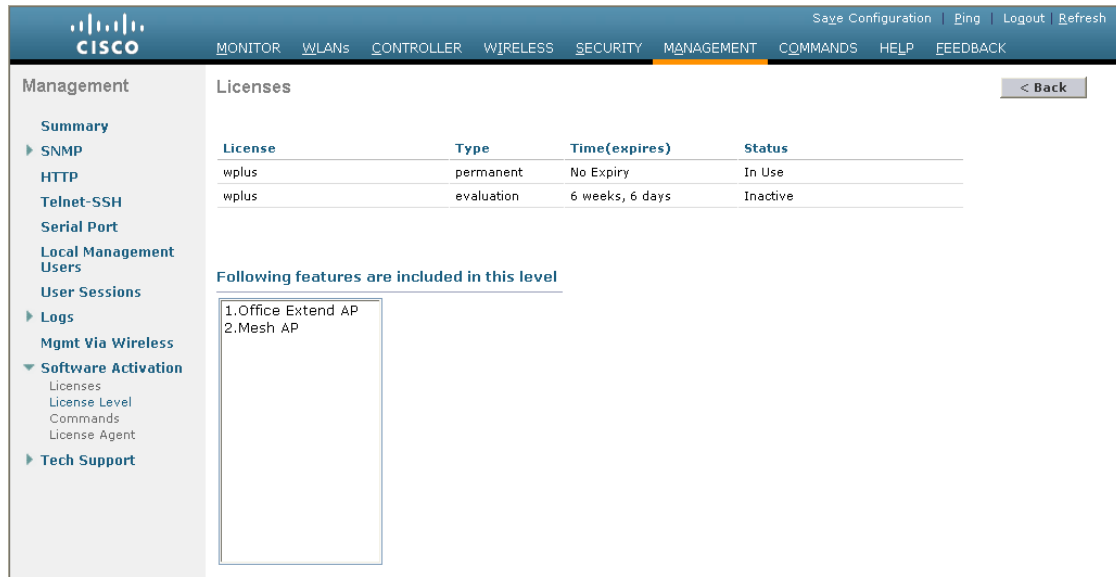 Save Configuration | Ping | Logout | Refresh
CISCO
MONITOR WLANs CONTROLLER WIRELESS SECURITY MANAGEMENT COMMANDS HELP FEEDBACK
Management
Summary
SNMP
HTTP
Telnet-SSH
Serial Port
Local Management
Users
User Sessions
Logs
Mgmt Via Wireless
Software Activation
Licenses
License Level
Commands
License Agent
Tech Support
Licenses
< Back
License Type Time(expires) Status
wplus permanent No Expiry In Use
wplus evaluation 6 weeks, 6 days Inactive
Following features are included in this level
1.Office Extend AP
2.Mesh AP